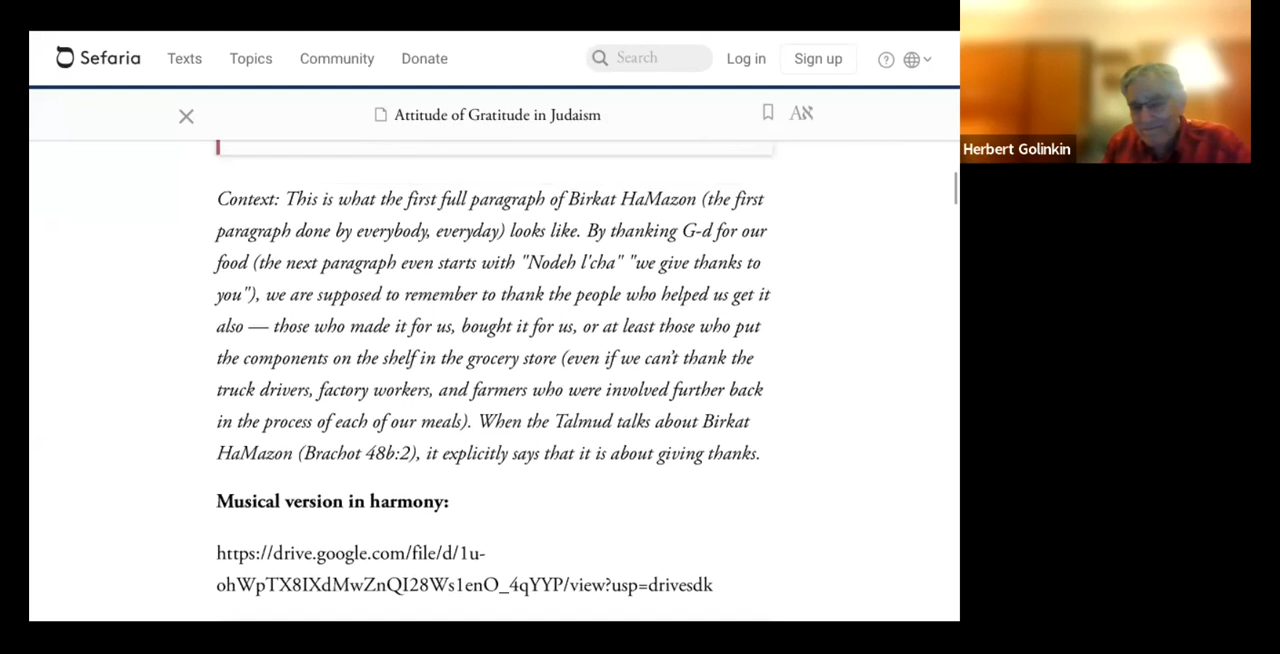 Sefaria
Texts
Topics
Community
Donate
Search
Log in
Sign up
Attitude of Gratitude in Judaism
Aא
Context: This is what the first full paragraph of Birkat HaMazon (the first
paragraph done by everybody, everyday) looks like. By thanking G-d for our
food (the next paragraph even starts with "Nodeh l'cha" "we give thanks to
you"), we are supposed to remember to thank the people who helped us get it
also — those who made it for us, bought it for us, or at least those who put
the components on the shelf in the grocery store (even if we can't thank the
truck drivers, factory workers, and farmers who were involved further back
in the process of each of our meals). When the Talmud talks about Birkat
HaMazon (Brachot 48b:2), it explicitly says that it is about giving thanks.
Musical version in harmony:
https://drive.google.com/file/d/1u-
ohWpTX8IXdMwZnQI28Ws1enO_4qYYP/view?usp=drivesdk
Herbert Golinkin